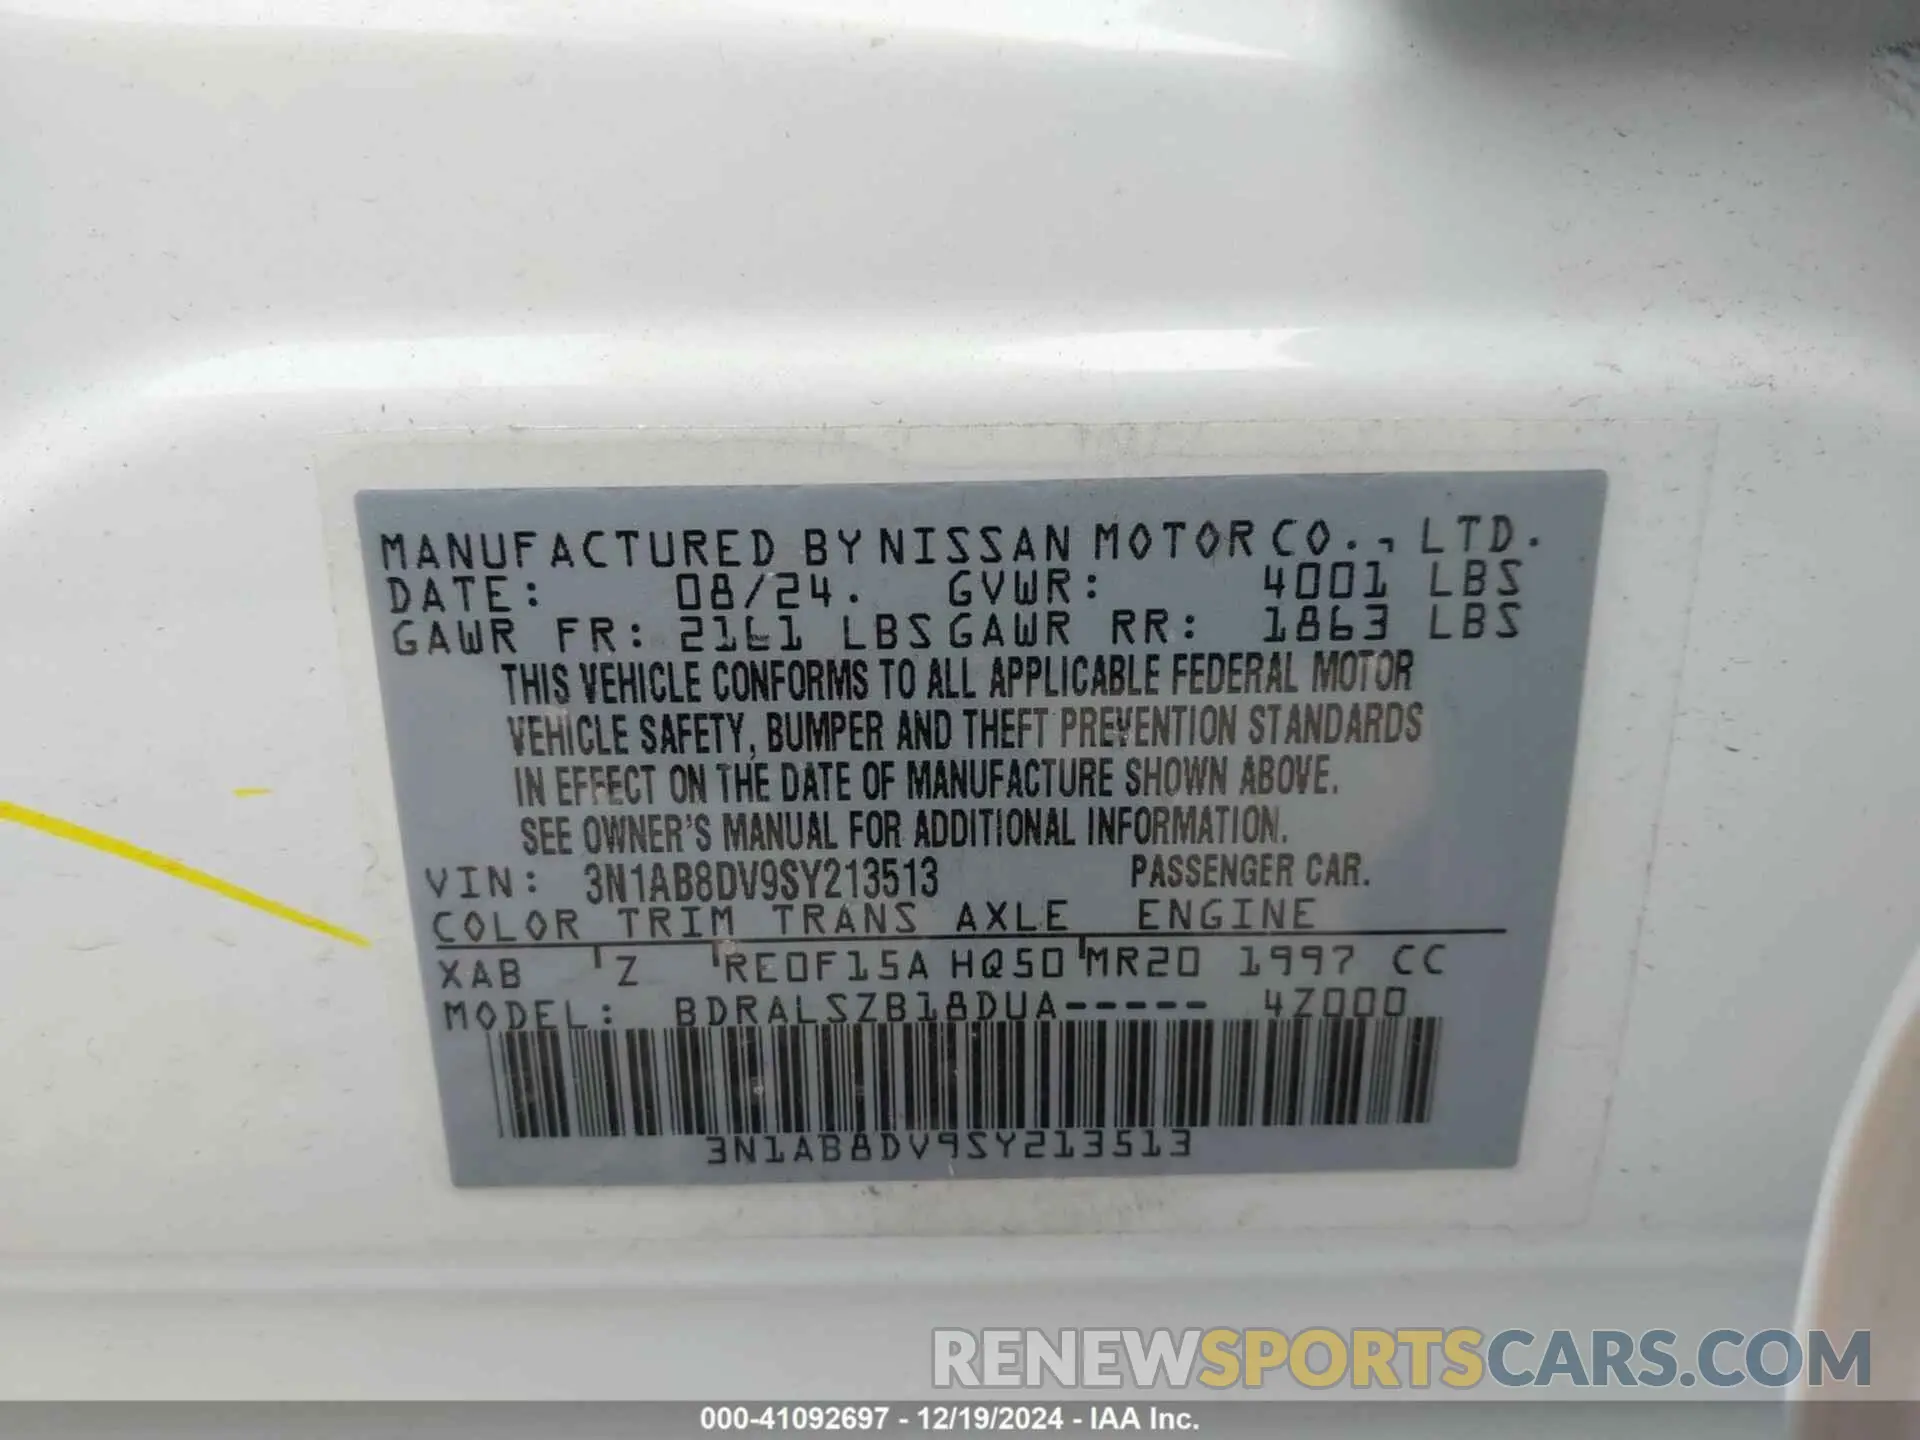 MANUFACTURED BY NISSAN MOTOR CO., LTD.
DATE: 08/24. GVWR: 4001 LBS
GAWR FR: 2161 LBS GAWR RR: 1863 LBS
THIS VEHICLE CONFORMS TO ALL APPLICABLE FEDERAL MOTOR
VEHICLE SAFETY, BUMPER AND THEFT PREVENTION STANDARDS
IN EFFECT ON THE DATE OF MANUFACTURE SHOWN ABOVE.
SEE OWNER'S MANUAL FOR ADDITIONAL INFORMATION.
VIN: 3N1AB8DV9SY213513 PASSENGER CAR.
COLOR TRIM TRANS AXLE ENGINE
XAB Z RE0F15A HQ50 MR20 1997 CC
MODEL: BDRALSZB18DUA----- 4Z000
3N1AB8DV9SY213513
RENEWSPORTSCARS.COM
000-41092697 - 12/19/2024 - IAA Inc.